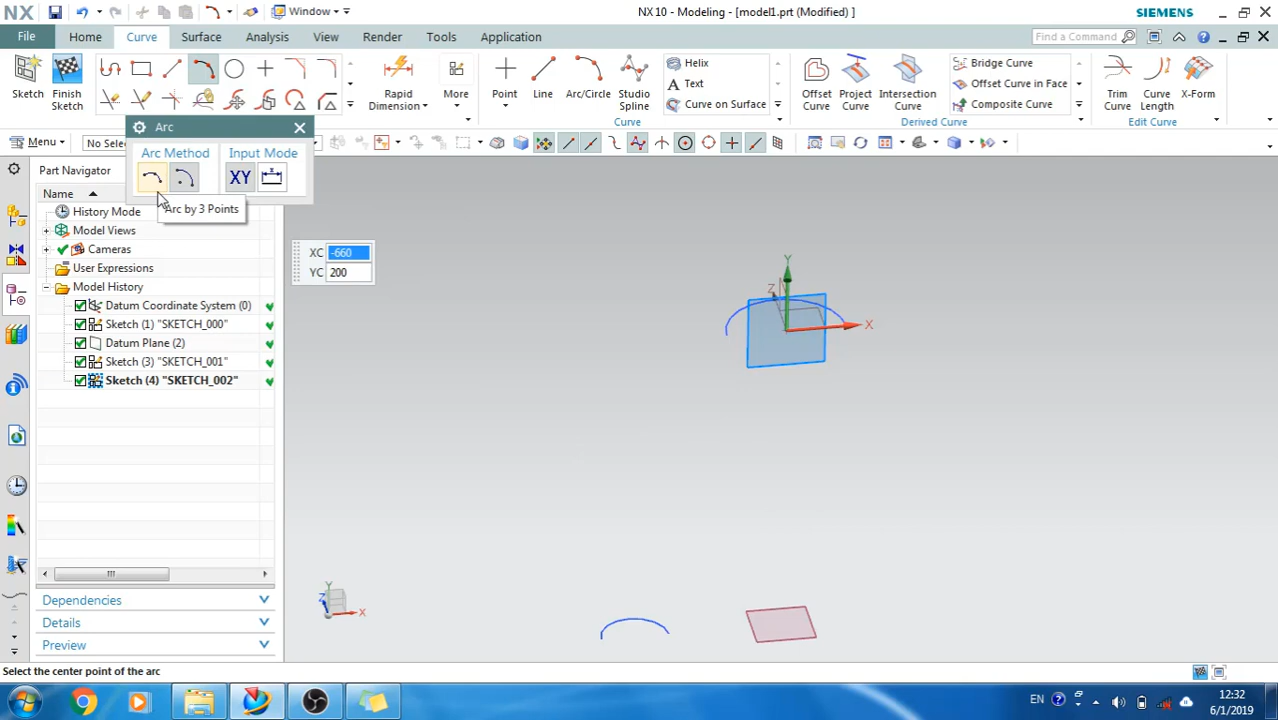 NX
Window
NX 10 - Modeling - [model1.prt (Modified) ]
SIEMENS
File
Home
Curve
Surface
Analysis
View
Render
Tools
Application
Find a Command
Sketch
Finish Sketch
Rapid Dimension
More
Point
Line
Arc/Circle
Studio Spline
Helix
Text
Curve on Surface
Curve
Offset Curve
Project Curve
Intersection Curve
Bridge Curve
Offset Curve in Face
Composite Curve
Derived Curve
Trim Curve
Curve Length
X-Form
Edit Curve
Menu
No Selec
Arc
Arc Method
Input Mode
XY
Arc by 3 Points
Part Navigator
Name
History Mode
Model Views
Cameras
User Expressions
Model History
Datum Coordinate System (0)
Sketch (1) "SKETCH_000"
Datum Plane (2)
Sketch (3) "SKETCH_001"
Sketch (4) "SKETCH_002"
Dependencies
Details
Preview
XC -660
YC 200
Y
Z
X
Y
Z
X
Select the center point of the arc
EN
12:32
6/1/2019